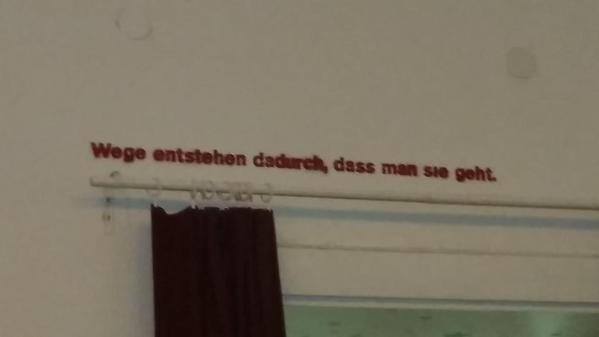 Wege entstehen dadurch, dass man sie geht.